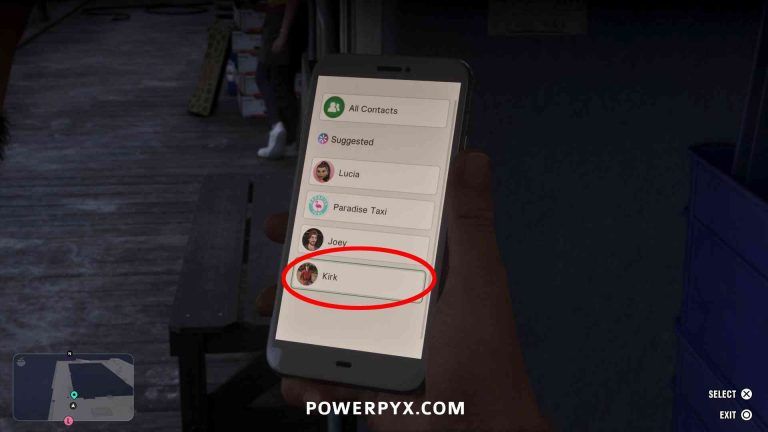 All Contacts
Suggested
Lucia
Paradise Taxi
Joey
Kirk
N
L
SELECT
EXIT
POWERPYX.COM